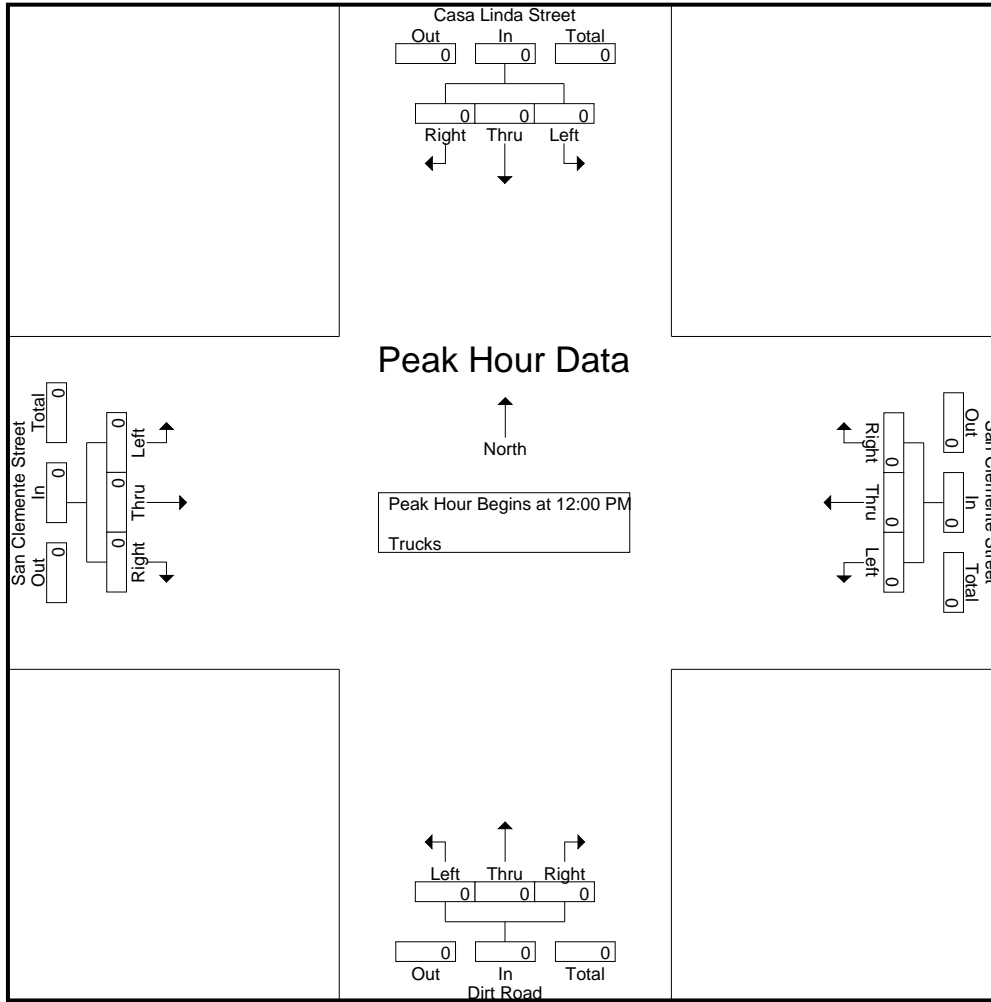 Casa Linda Street
Out In Total
0 0 0
0 0 0
Right Thru Left
Peak Hour Data
North
Peak Hour Begins at 12:00 PM
Trucks
San Clemente Street
Total In Out
0 0 0
0 0 0
Left Thru Right
Right Thru Left
0 0 0
0 0 0
Out In Total
San Clemente Street
Left Thru Right
0 0 0
0 0 0
Out In Total
Dirt Road